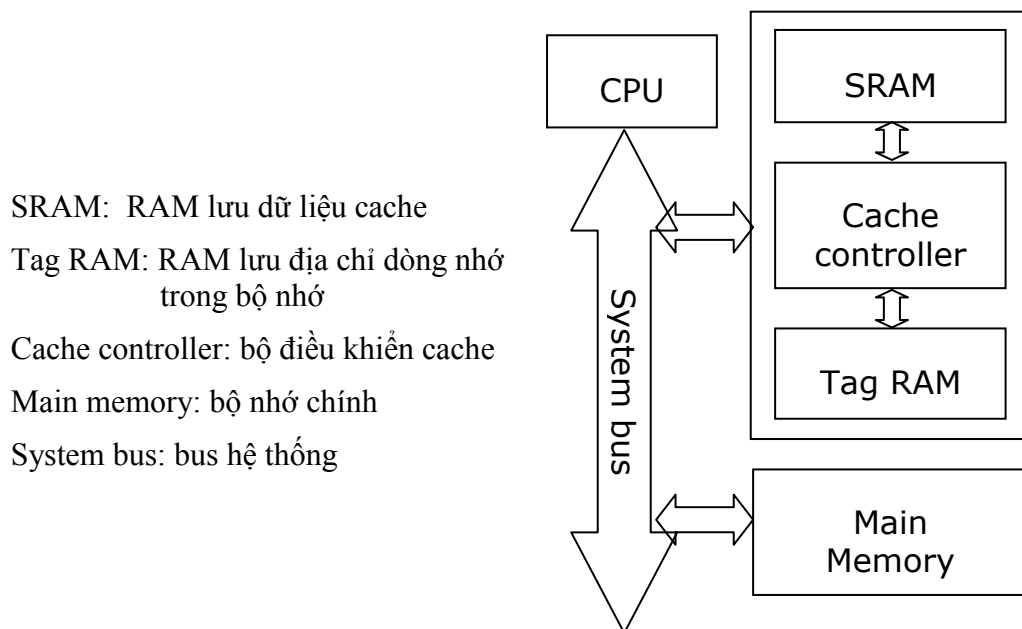 SRAM: RAM lưu dữ liệu cache
Tag RAM: RAM lưu địa chỉ dòng nhớ
trong bộ nhớ
Cache controller: bộ điều khiển cache
Main memory: bộ nhớ chính
System bus: bus hệ thống
CPU
System bus
SRAM
Cache
controller
Tag RAM
Main
Memory